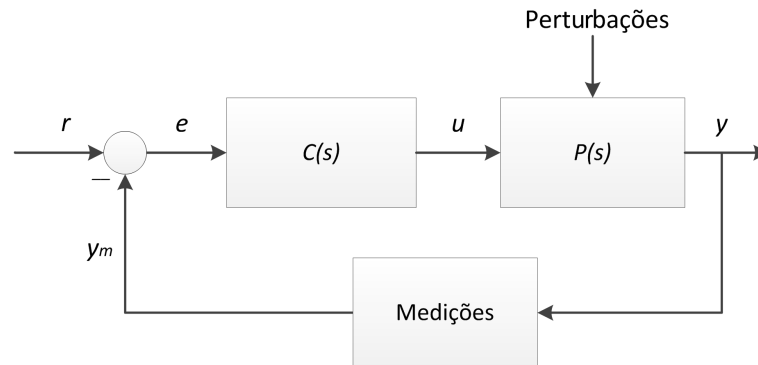 Perturbações
r
e
C(s)
u
P(s)
y
—
ym
Medições